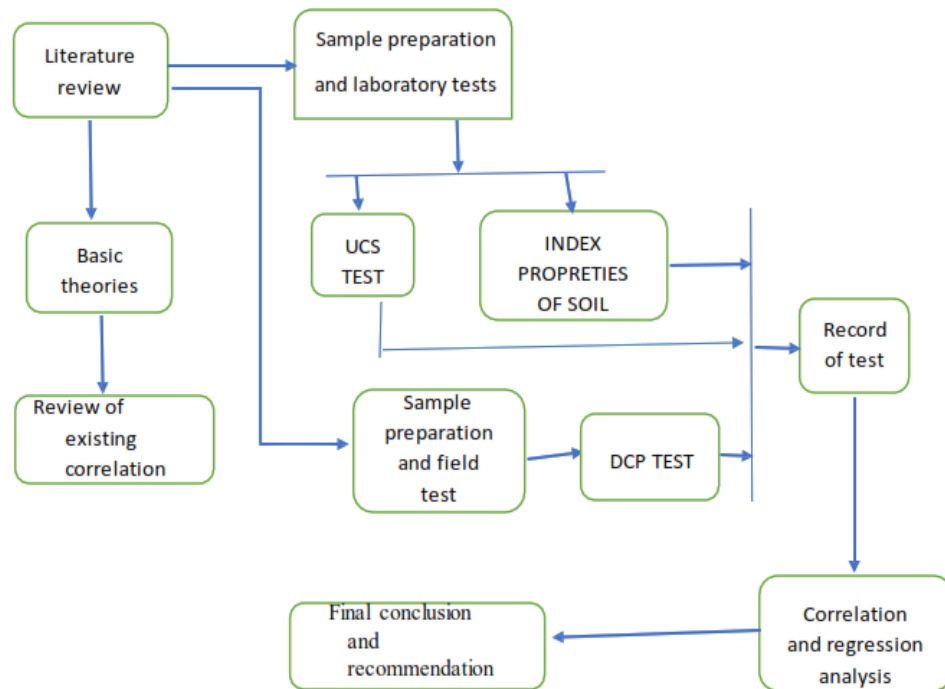 Literature
review
Sample preparation
and laboratory tests
UCS
TEST
INDEX
PROPRETIES
OF SOIL
Basic
theories
Record
of test
Review of
existing
correlation
Sample
preparation
and field
test
DCP TEST
Correlation
and regression
analysis
Final conclusion
and
recommendation